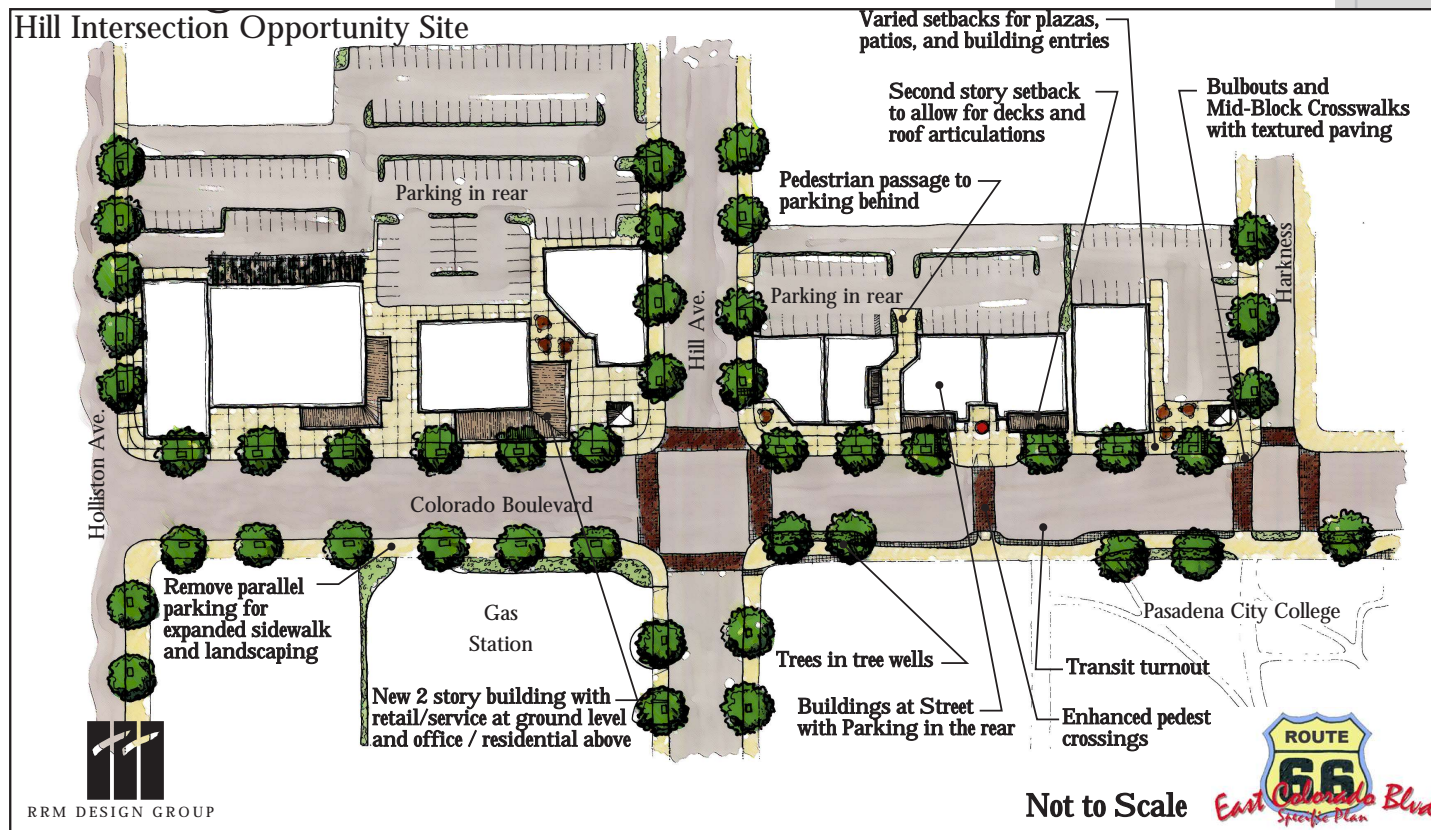 Hill Intersection Opportunity Site
Varied setbacks for plazas,
patios, and building entries
Second story setback
to allow for decks and
roof articulations
Bulbouts and
Mid-Block Crosswalks
with textured paving
Pedestrian passage to
parking behind
Parking in rear
Parking in rear
Harkness
Hill Ave.
Holliston Ave.
Colorado Boulevard
Remove parallel
parking for
expanded sidewalk
and landscaping
Gas
Station
Pasadena City College
Trees in tree wells
Transit turnout
New 2 story building with
retail/service at ground level
and office / residential above
Buildings at Street
with Parking in the rear
Enhanced pedest
crossings
RRM DESIGN GROUP
Not to Scale
ROUTE
66
East Colorado Blvd
Specific Plan